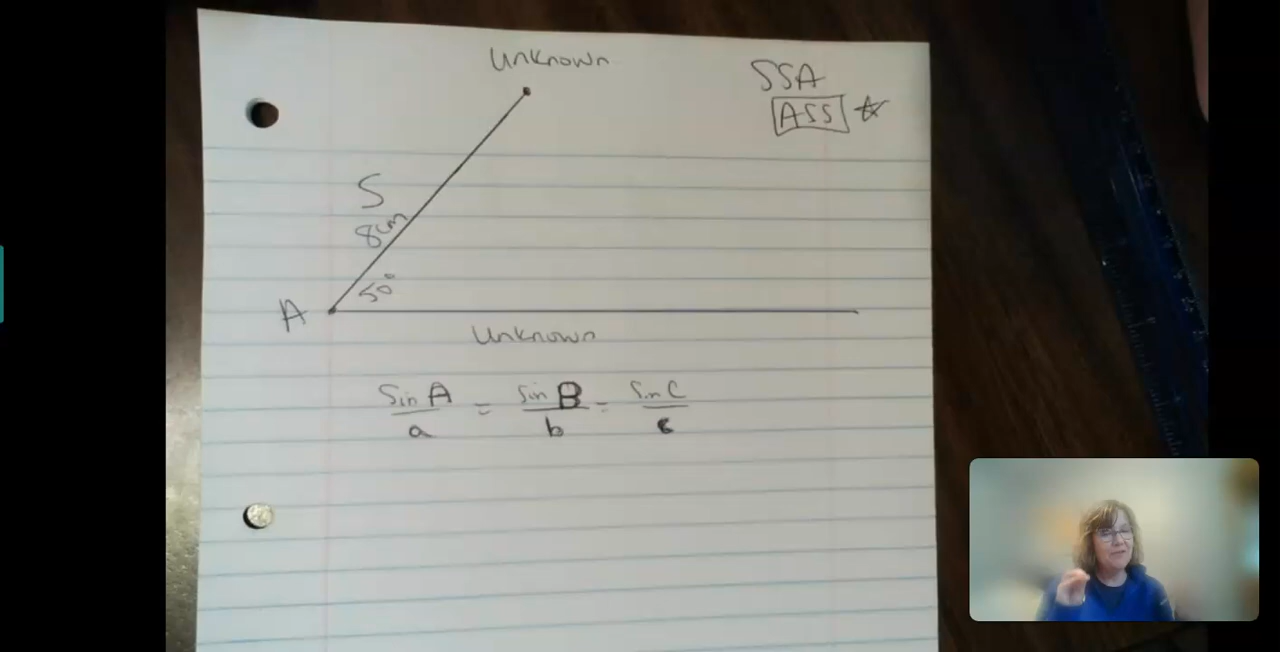 Unknown
SSA
ASS ☆
S
8cm
50°
A
Unknown
Sin A / a = Sin B / b = Sin C / c